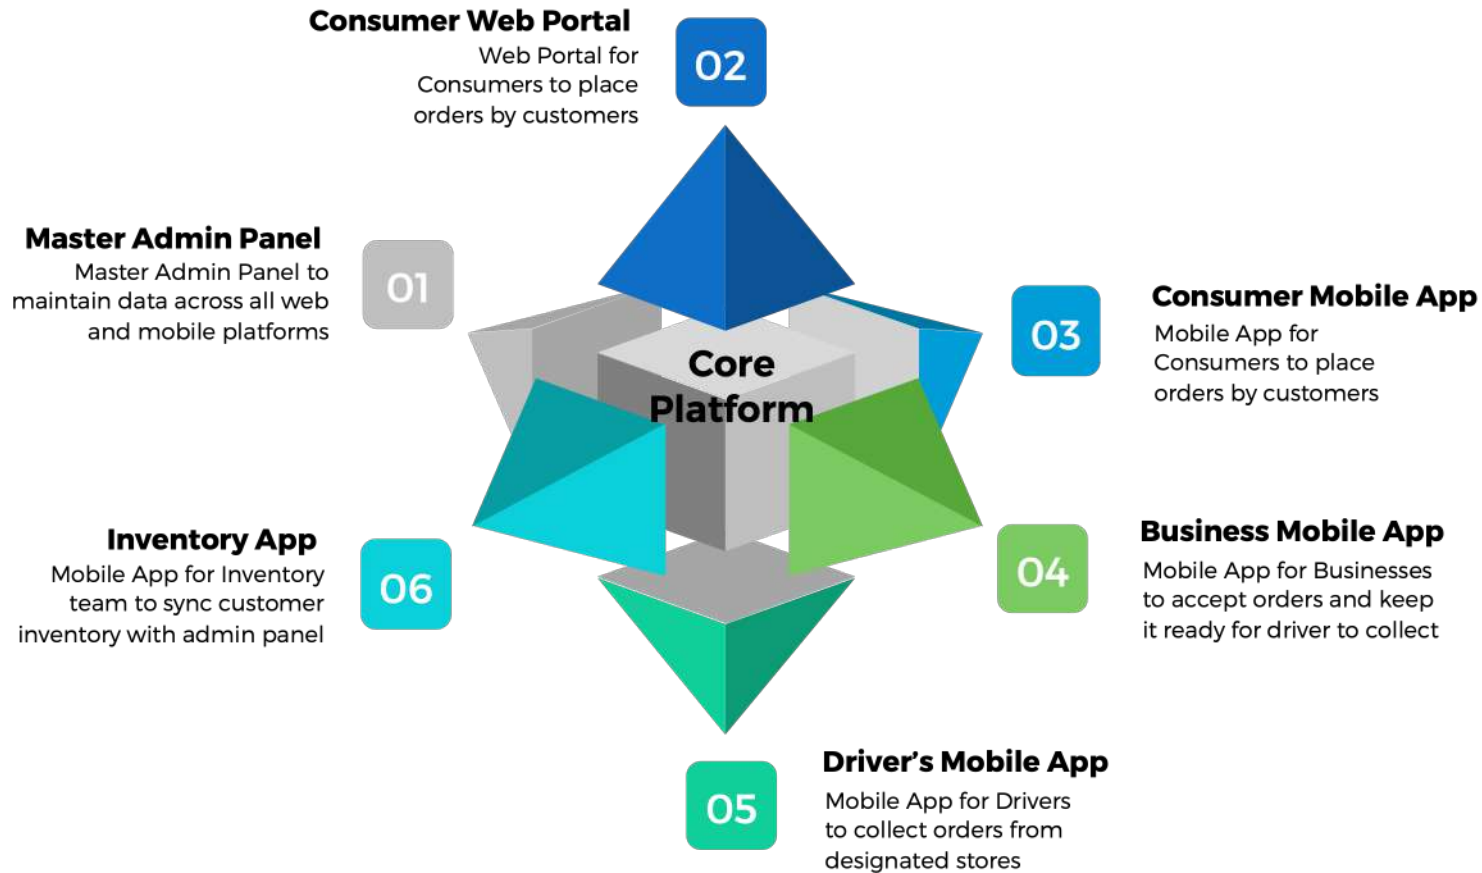 Consumer Web Portal
Web Portal for
Consumers to place
orders by customers
02
Master Admin Panel
Master Admin Panel to
maintain data across all web
and mobile platforms
01
Core
Platform
03
Consumer Mobile App
Mobile App for
Consumers to place
orders by customers
Inventory App
Mobile App for Inventory
team to sync customer
inventory with admin panel
06
04
Business Mobile App
Mobile App for Businesses
to accept orders and keep
it ready for driver to collect
05
Driver’s Mobile App
Mobile App for Drivers
to collect orders from
designated stores